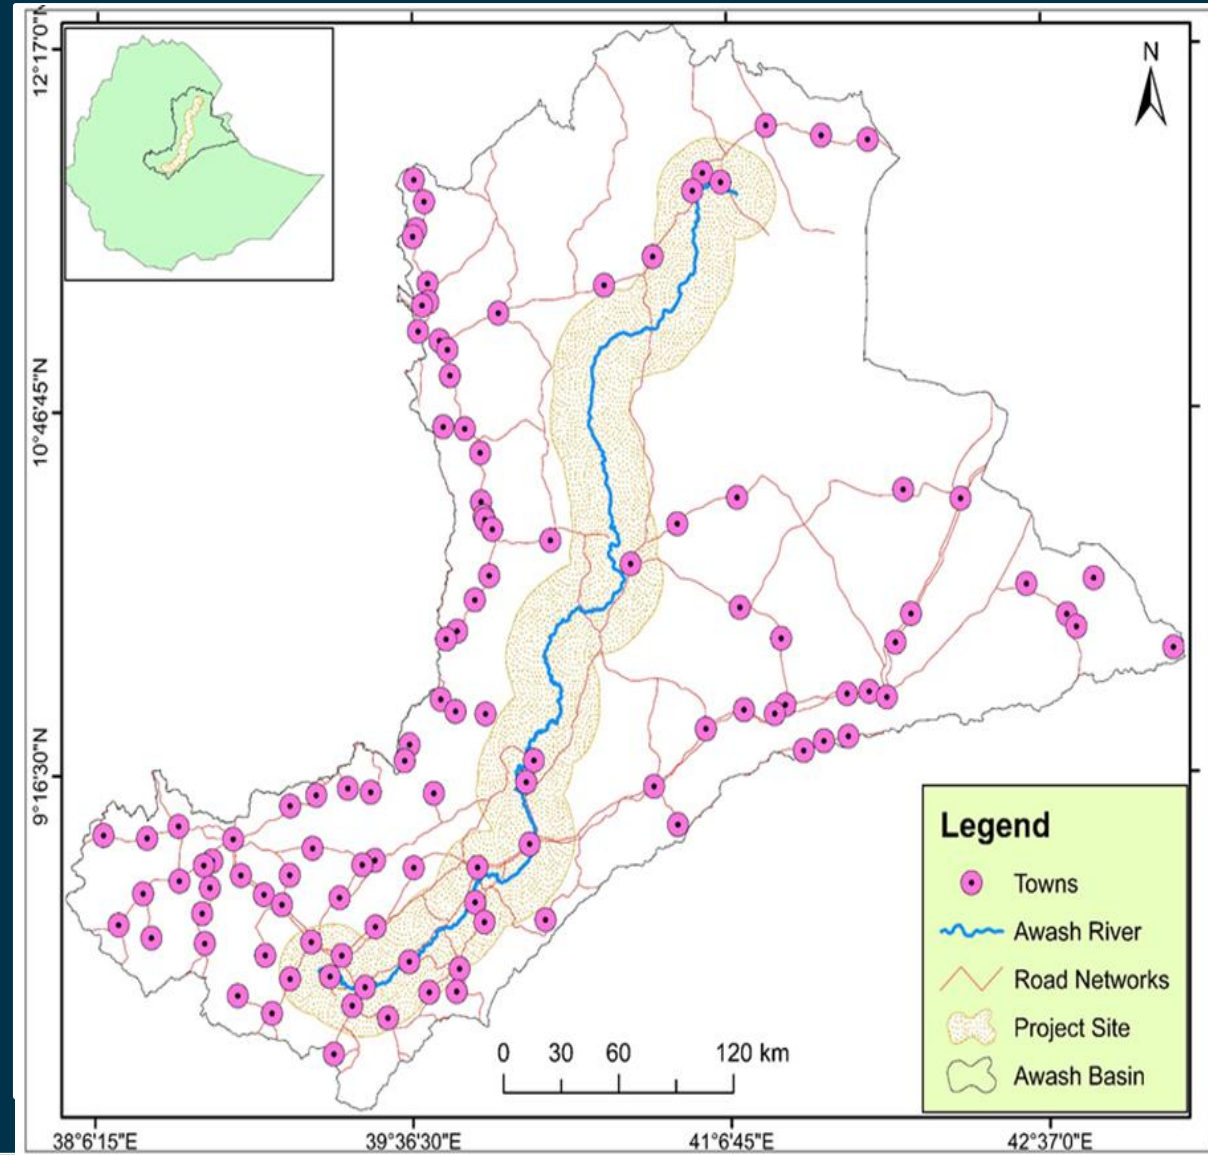 12°17'0"N
N
10°46'45"N
9°16'30"N
Legend
Towns
Awash River
Road Networks
Project Site
Awash Basin
0 30 60 120 km
38°6'15"E 39°36'30"E 41°6'45"E 42°37'0"E